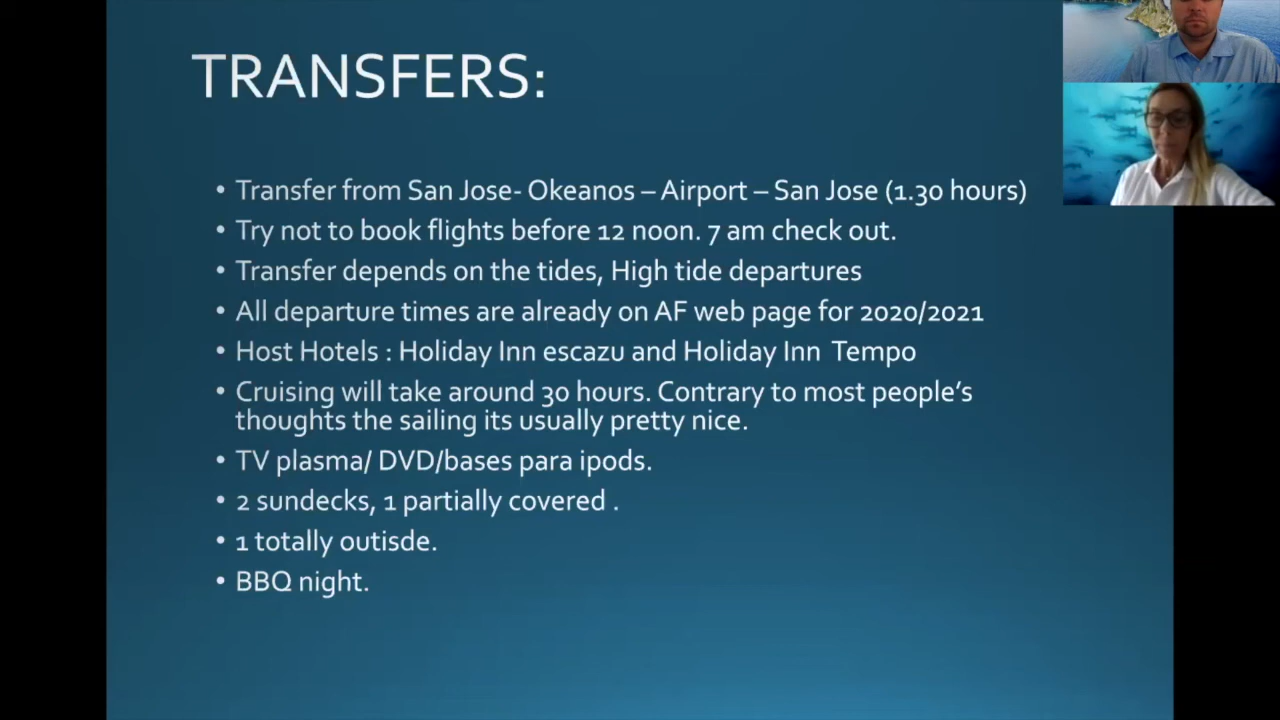 TRANSFERS:
• Transfer from San Jose- Okeanos – Airport – San Jose (1.30 hours)
• Try not to book flights before 12 noon. 7 am check out.
• Transfer depends on the tides, High tide departures
• All departure times are already on AF web page for 2020/2021
• Host Hotels : Holiday Inn escazu and Holiday Inn  Tempo
• Cruising will take around 30 hours. Contrary to most people’s
thoughts the sailing its usually pretty nice.
• TV plasma/ DVD/bases para ipods.
• 2 sundecks, 1 partially covered .
• 1 totally outisde.
• BBQ night.